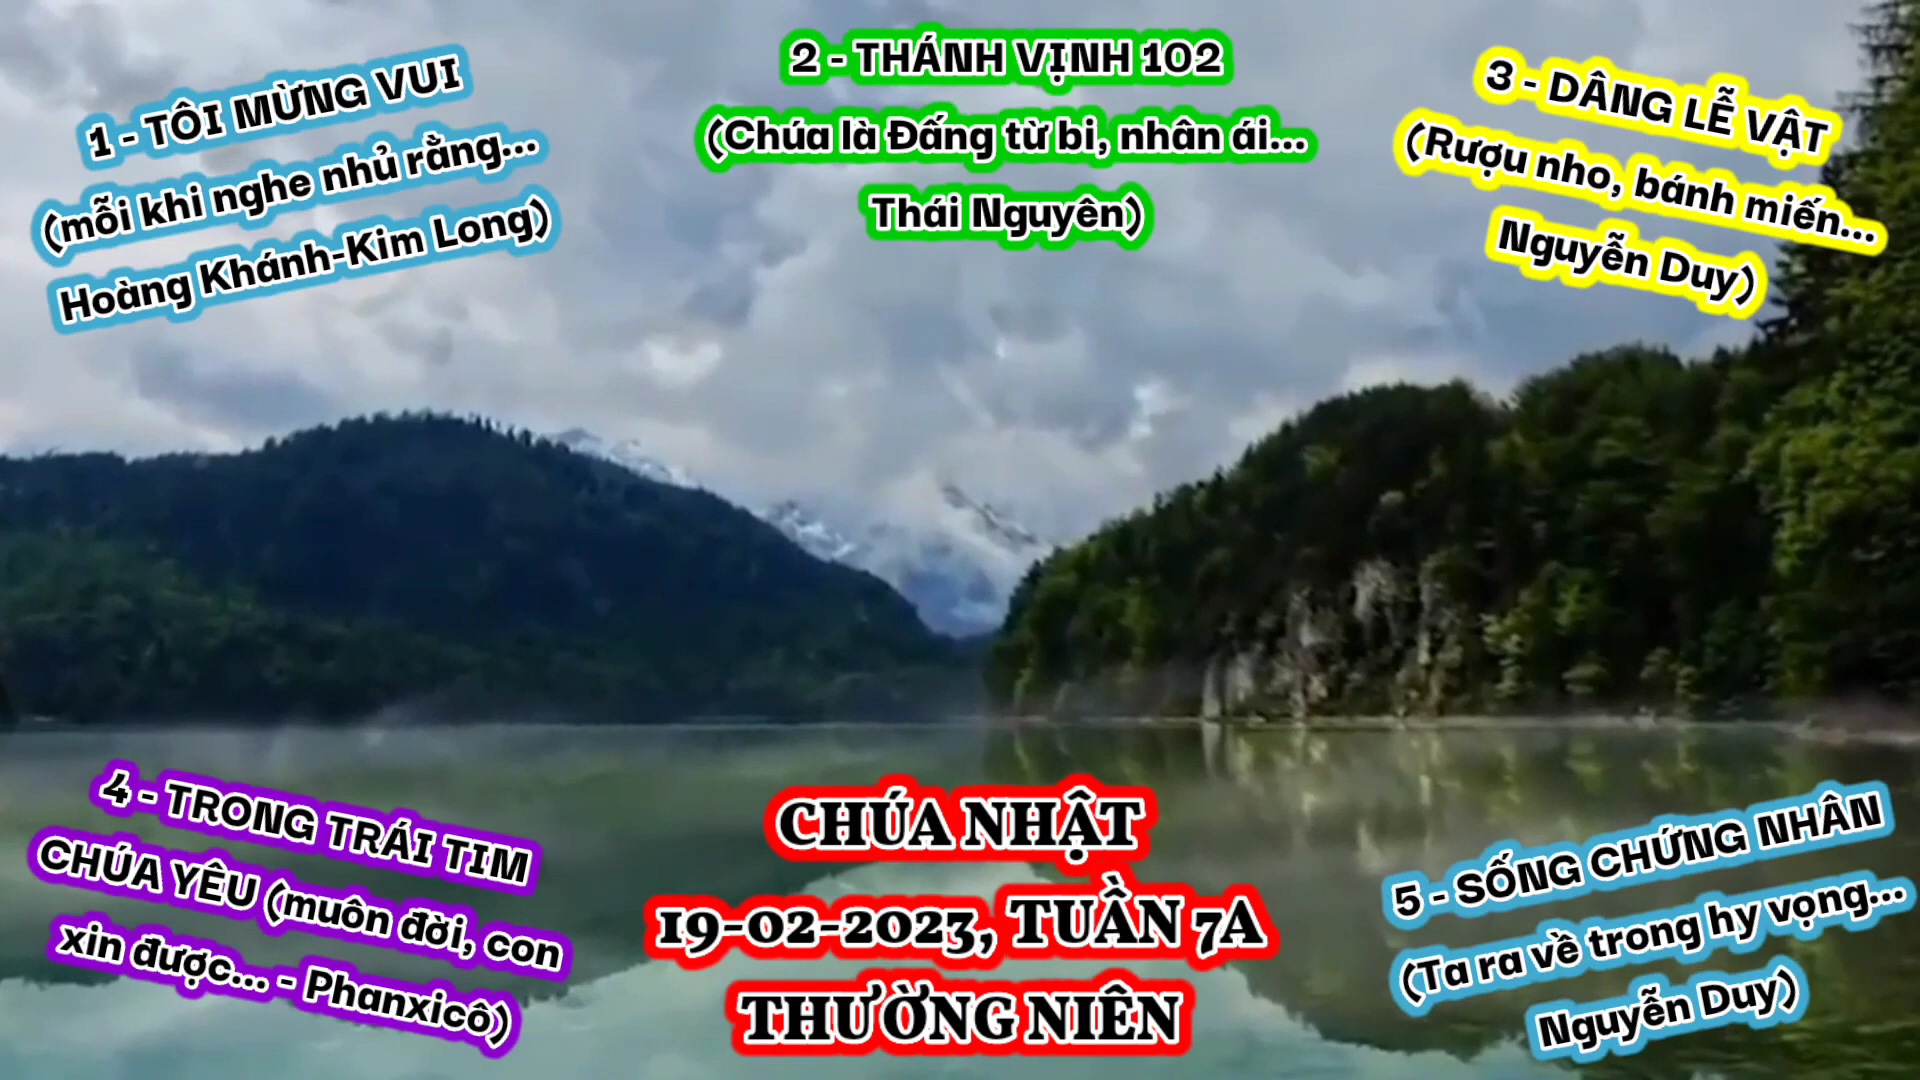 1 - TÔI MỪNG VUI
(mỗi khi nghe nhủ rằng...
Hoàng Khánh-Kim Long)
2 - THÁNH VỊNH 102
(Chúa là Đấng từ bi, nhân ái...
Thái Nguyên)
3 - DÂNG LỄ VẬT
(Rượu nho, bánh miến...
Nguyễn Duy)
4 - TRONG TRÁI TIM
CHÚA YÊU (muôn đời, con
xin được... - Phanxicô)
CHÚA NHẬT
19-02-2023, TUẦN 7A
THƯỜNG NIÊN
5 - SỐNG CHỨNG NHÂN
(Ta ra về trong hy vọng...
Nguyễn Duy)